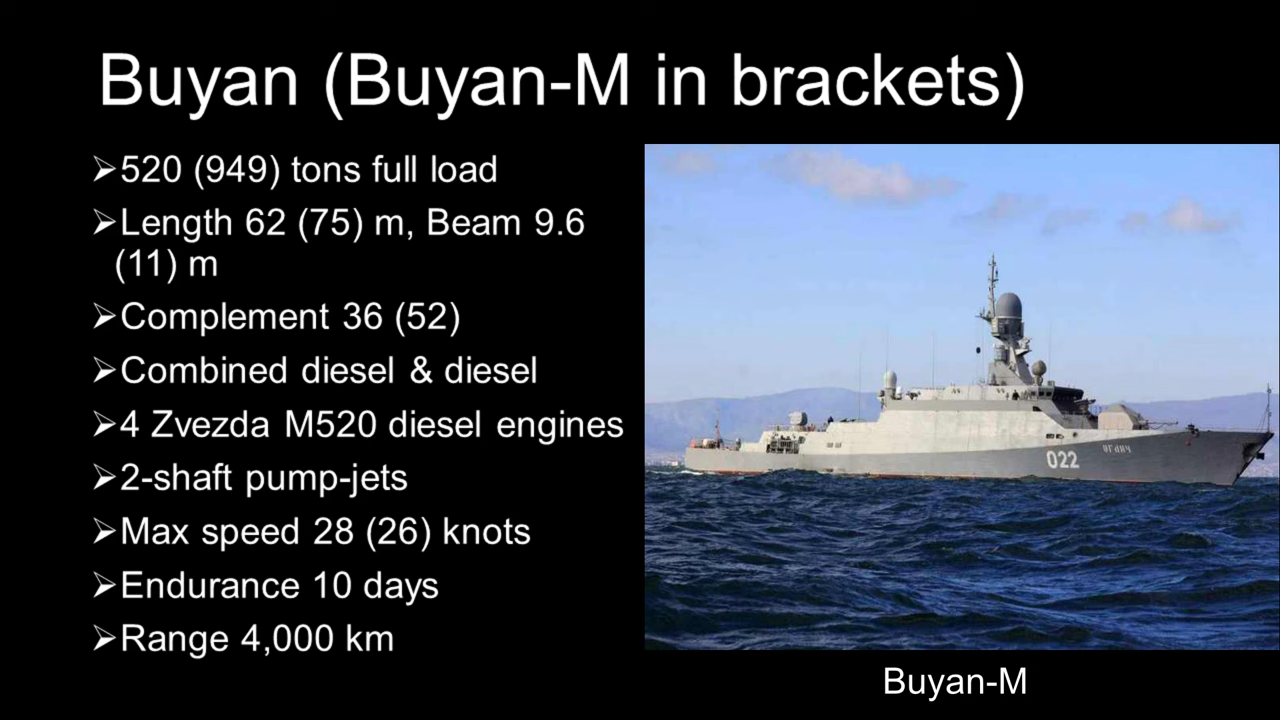 Buyan (Buyan-M in brackets)
➢520 (949) tons full load
➢Length 62 (75) m, Beam 9.6
(11) m
➢Complement 36 (52)
➢Combined diesel & diesel
➢4 Zvezda M520 diesel engines
➢2-shaft pump-jets
➢Max speed 28 (26) knots
➢Endurance 10 days
➢Range 4,000 km
022
Buyan-M